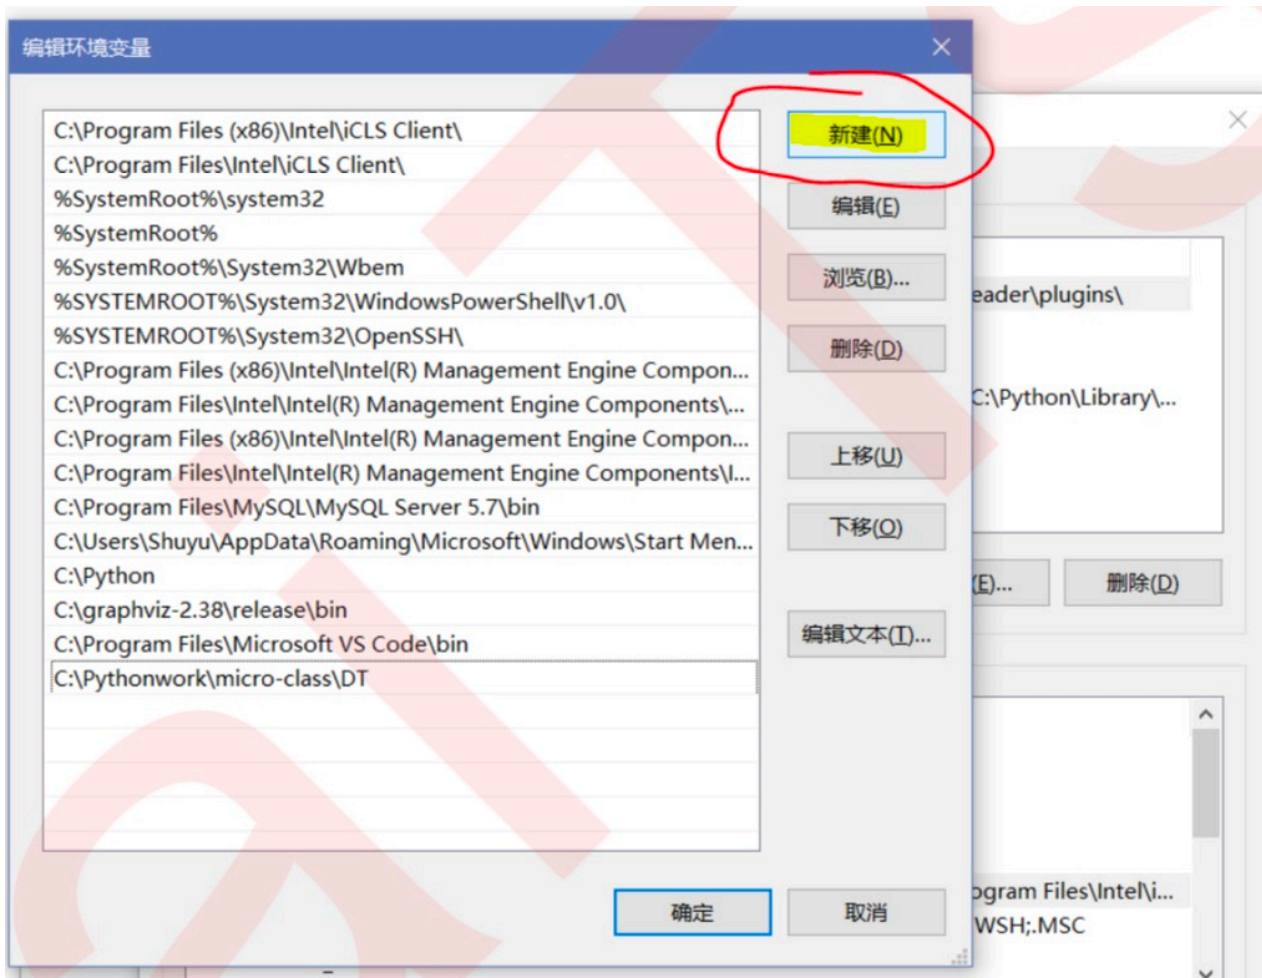 编辑环境变量
C:\Program Files (x86)\Intel\iCLS Client\
C:\Program Files\Intel\iCLS Client\
%SystemRoot%\system32
%SystemRoot%
%SystemRoot%\System32\Wbem
%SYSTEMROOT%\System32\WindowsPowerShell\v1.0\
%SYSTEMROOT%\System32\OpenSSH\
C:\Program Files (x86)\Intel\Intel(R) Management Engine Compon...
C:\Program Files\Intel\Intel(R) Management Engine Components\...
C:\Program Files (x86)\Intel\Intel(R) Management Engine Compon...
C:\Program Files\Intel\Intel(R) Management Engine Components\I...
C:\Program Files\MySQL\MySQL Server 5.7\bin
C:\Users\Shuyu\AppData\Roaming\Microsoft\Windows\Start Men...
C:\Python
C:\graphviz-2.38\release\bin
C:\Program Files\Microsoft VS Code\bin
C:\Pythonwork\micro-class\DT
新建(N)
编辑(E)
浏览(B)...
删除(D)
上移(U)
下移(O)
编辑文本(T)...
确定
取消
eader\plugins\
C:\Python\Library\...
(E)...
删除(D)
ogram Files\Intel\i...
WSH;.MSC